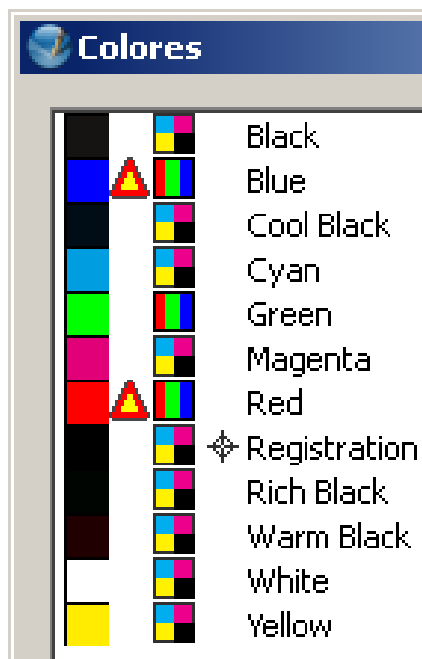 Colores
Black
Blue
Cool Black
Cyan
Green
Magenta
Red
Registration
Rich Black
Warm Black
White
Yellow